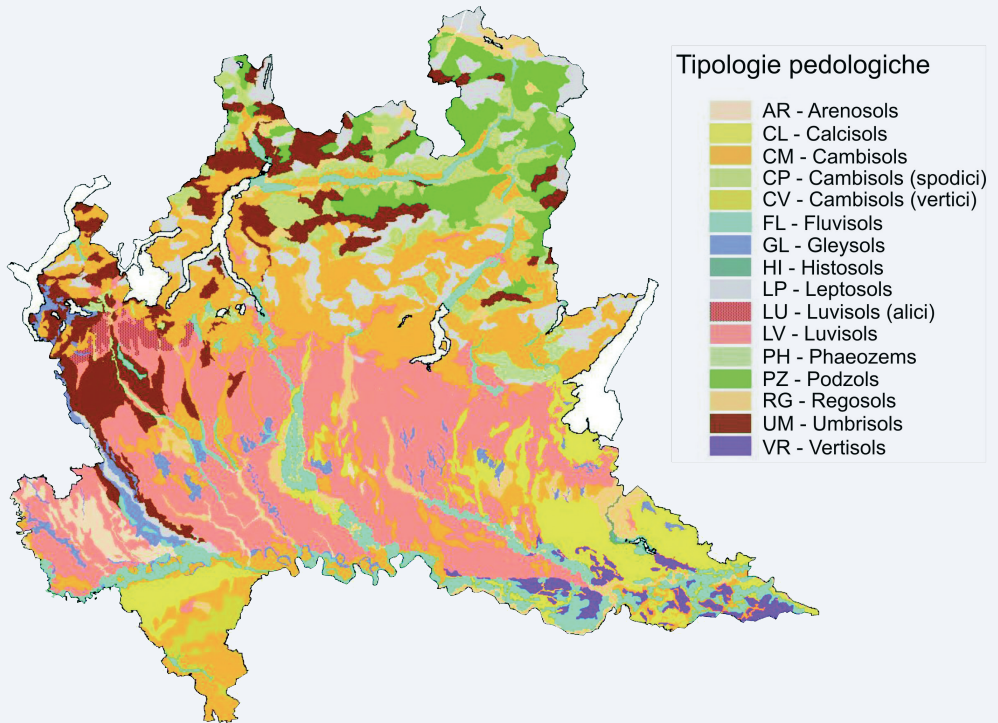 Tipologie pedologiche
AR - Arenosols
CL - Calcisols
CM - Cambisols
CP - Cambisols (spodici)
CV - Cambisols (vertici)
FL - Fluvisols
GL - Gleysols
HI - Histosols
LP - Leptosols
LU - Luvisols (alici)
LV - Luvisols
PH - Phaeozems
PZ - Podzols
RG - Regosols
UM - Umbrisols
VR - Vertisols